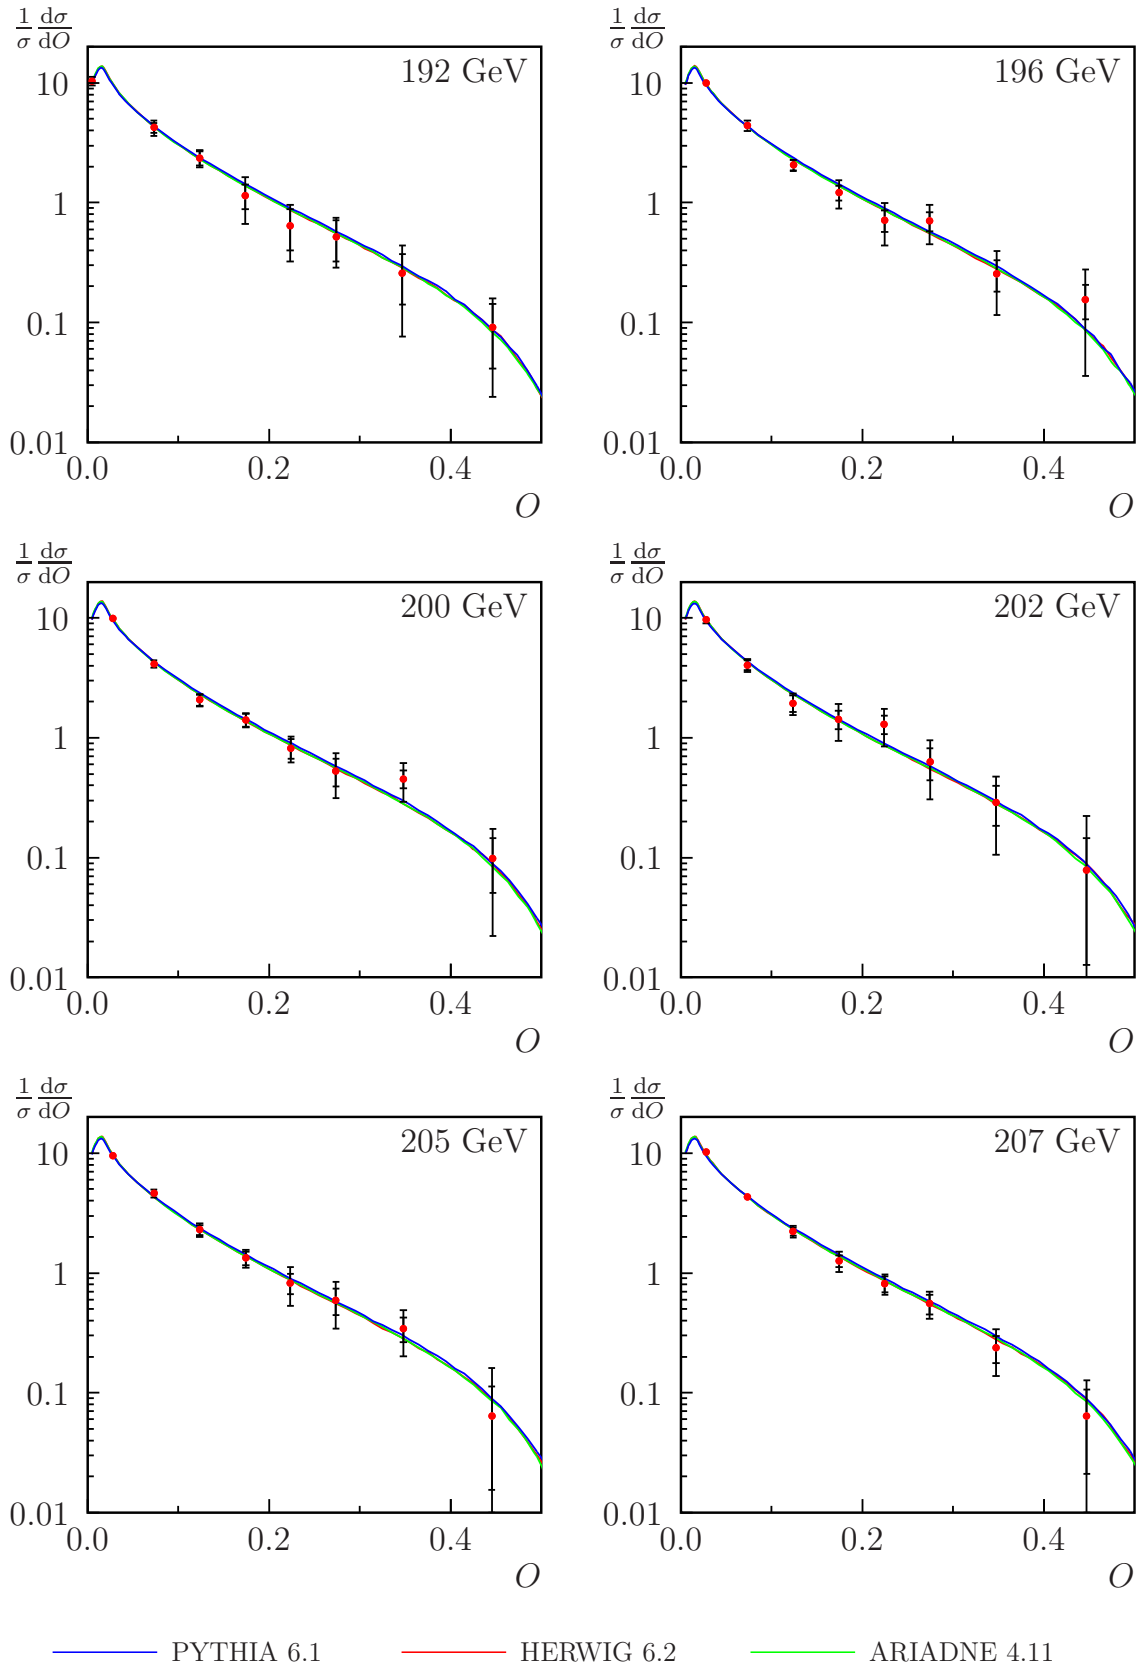 1/σ dσ/dO
192 GeV
10
1
0.1
0.01
0.0 0.2 0.4
O
1/σ dσ/dO
196 GeV
10
1
0.1
0.01
0.0 0.2 0.4
O
1/σ dσ/dO
200 GeV
10
1
0.1
0.01
0.0 0.2 0.4
O
1/σ dσ/dO
202 GeV
10
1
0.1
0.01
0.0 0.2 0.4
O
1/σ dσ/dO
205 GeV
10
1
0.1
0.01
0.0 0.2 0.4
O
1/σ dσ/dO
207 GeV
10
1
0.1
0.01
0.0 0.2 0.4
O
PYTHIA 6.1 HERWIG 6.2 ARIADNE 4.11